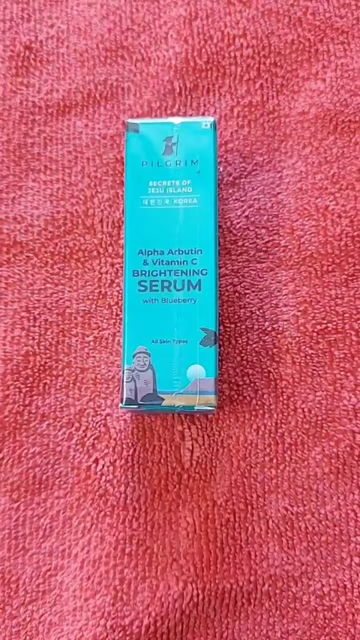 PILGRIM
SECRETS OF
JEJU ISLAND
대한민국 KOREA
Alpha Arbutin
& Vitamin C
BRIGHTENING
SERUM
with Blueberry
All Skin Types